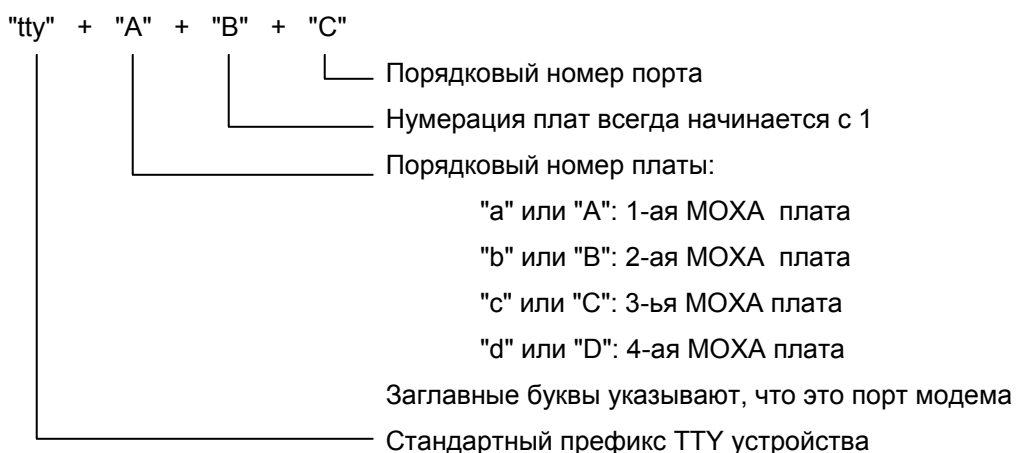 "tty" + "A" + "B" + "C"
Порядковый номер порта
Нумерация плат всегда начинается с 1
Порядковый номер платы:
"a" или "A": 1-ая MOXA плата
"b" или "B": 2-ая MOXA плата
"c" или "C": 3-ья MOXA плата
"d" или "D": 4-ая MOXA плата
Заглавные буквы указывают, что это порт модема
Стандартный префикс TTY устройства